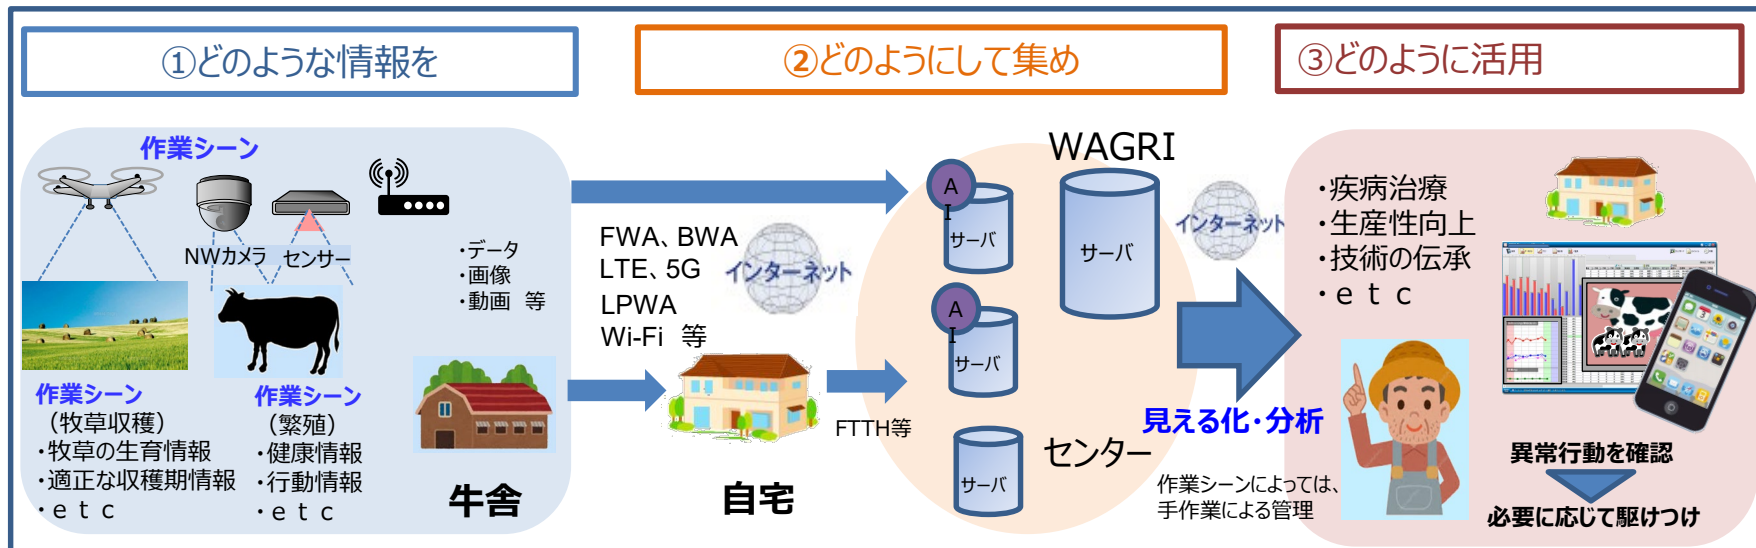 ①どのような情報を
②どのようにして集め
③どのように活用
作業シーン
NWカメラ
センサー
・データ
・画像
・動画 等
作業シーン
(牧草収穫)
・牧草の生育情報
・適正な収穫期情報
・etc
作業シーン
(繁殖)
・健康情報
・行動情報
・etc
牛舎
FWA、BWA
LTE、5G
LPWA
Wi-Fi 等
インターネット
自宅
FTTH等
WAGRI
AI
サーバ
サーバ
AI
サーバ
サーバ
センター
インターネット
見える化・分析
作業シーンによっては、
手作業による管理
・疾病治療
・生産性向上
・技術の伝承
・etc
異常行動を確認
必要に応じて駆けつけ